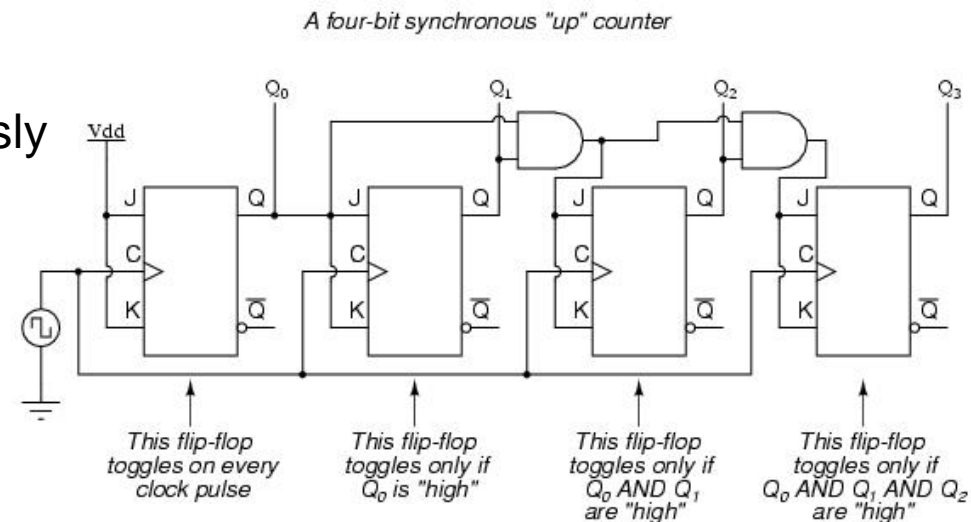 A four-bit synchronous "up" counter
sly
Q0 Q1 Q2 Q3
Vdd
J Q J Q J Q J Q
C C C C
K Q̅ K Q̅ K Q̅ K Q̅
This flip-flop
toggles on every
clock pulse
This flip-flop
toggles only if
Q0 is "high"
This flip-flop
toggles only if
Q0 AND Q1
are "high"
This flip-flop
toggles only if
Q0 AND Q1 AND Q2
are "high"